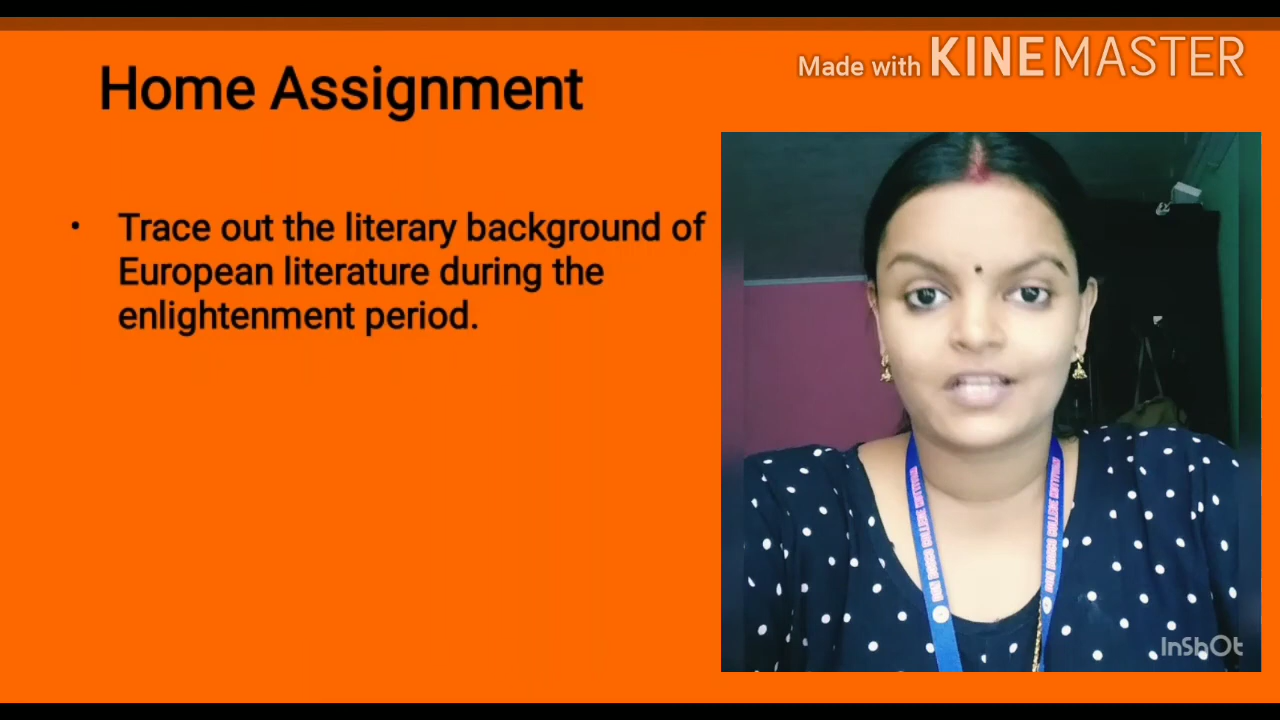 Home Assignment
Made with KINEMASTER
• Trace out the literary background of
European literature during the
enlightenment period.
InShOt